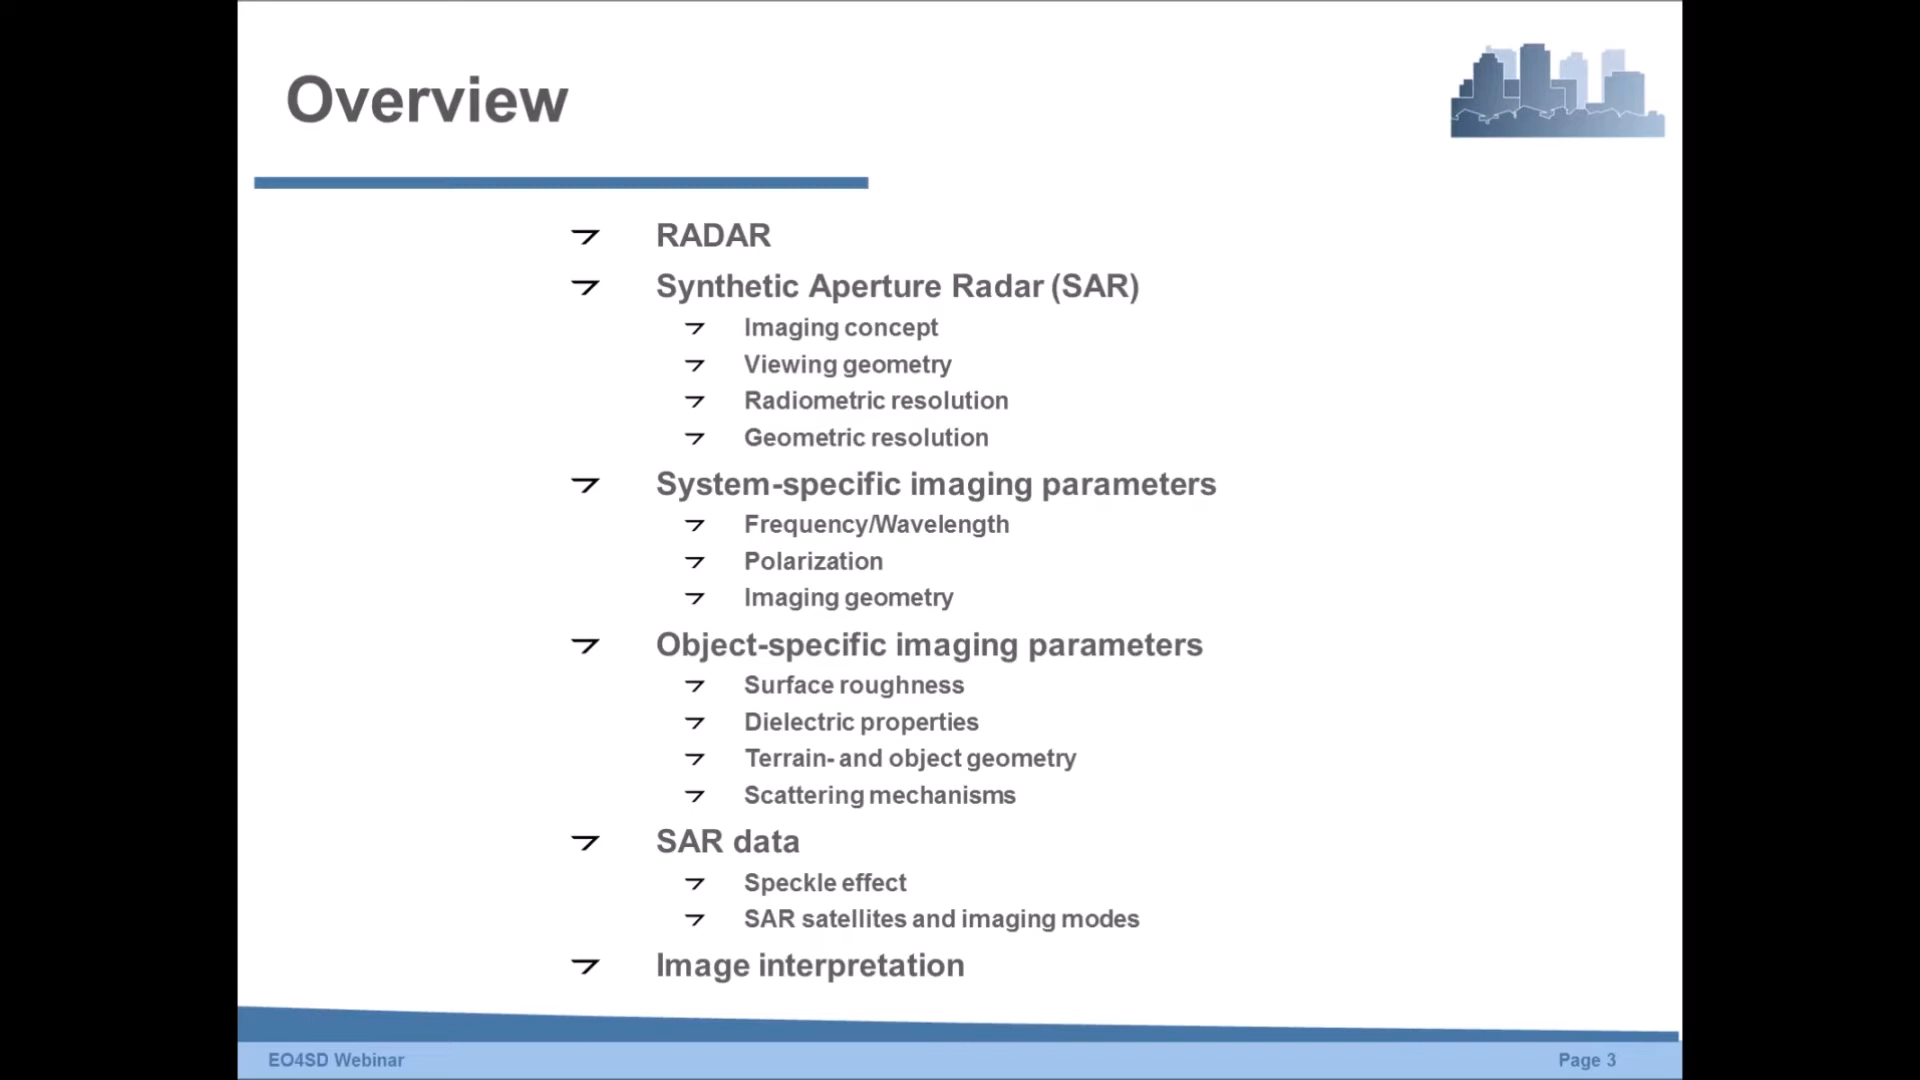 Overview
RADAR
Synthetic Aperture Radar (SAR)
Imaging concept
Viewing geometry
Radiometric resolution
Geometric resolution
System-specific imaging parameters
Frequency/Wavelength
Polarization
Imaging geometry
Object-specific imaging parameters
Surface roughness
Dielectric properties
Terrain- and object geometry
Scattering mechanisms
SAR data
Speckle effect
SAR satellites and imaging modes
Image interpretation
EO4SD Webinar
Page 3